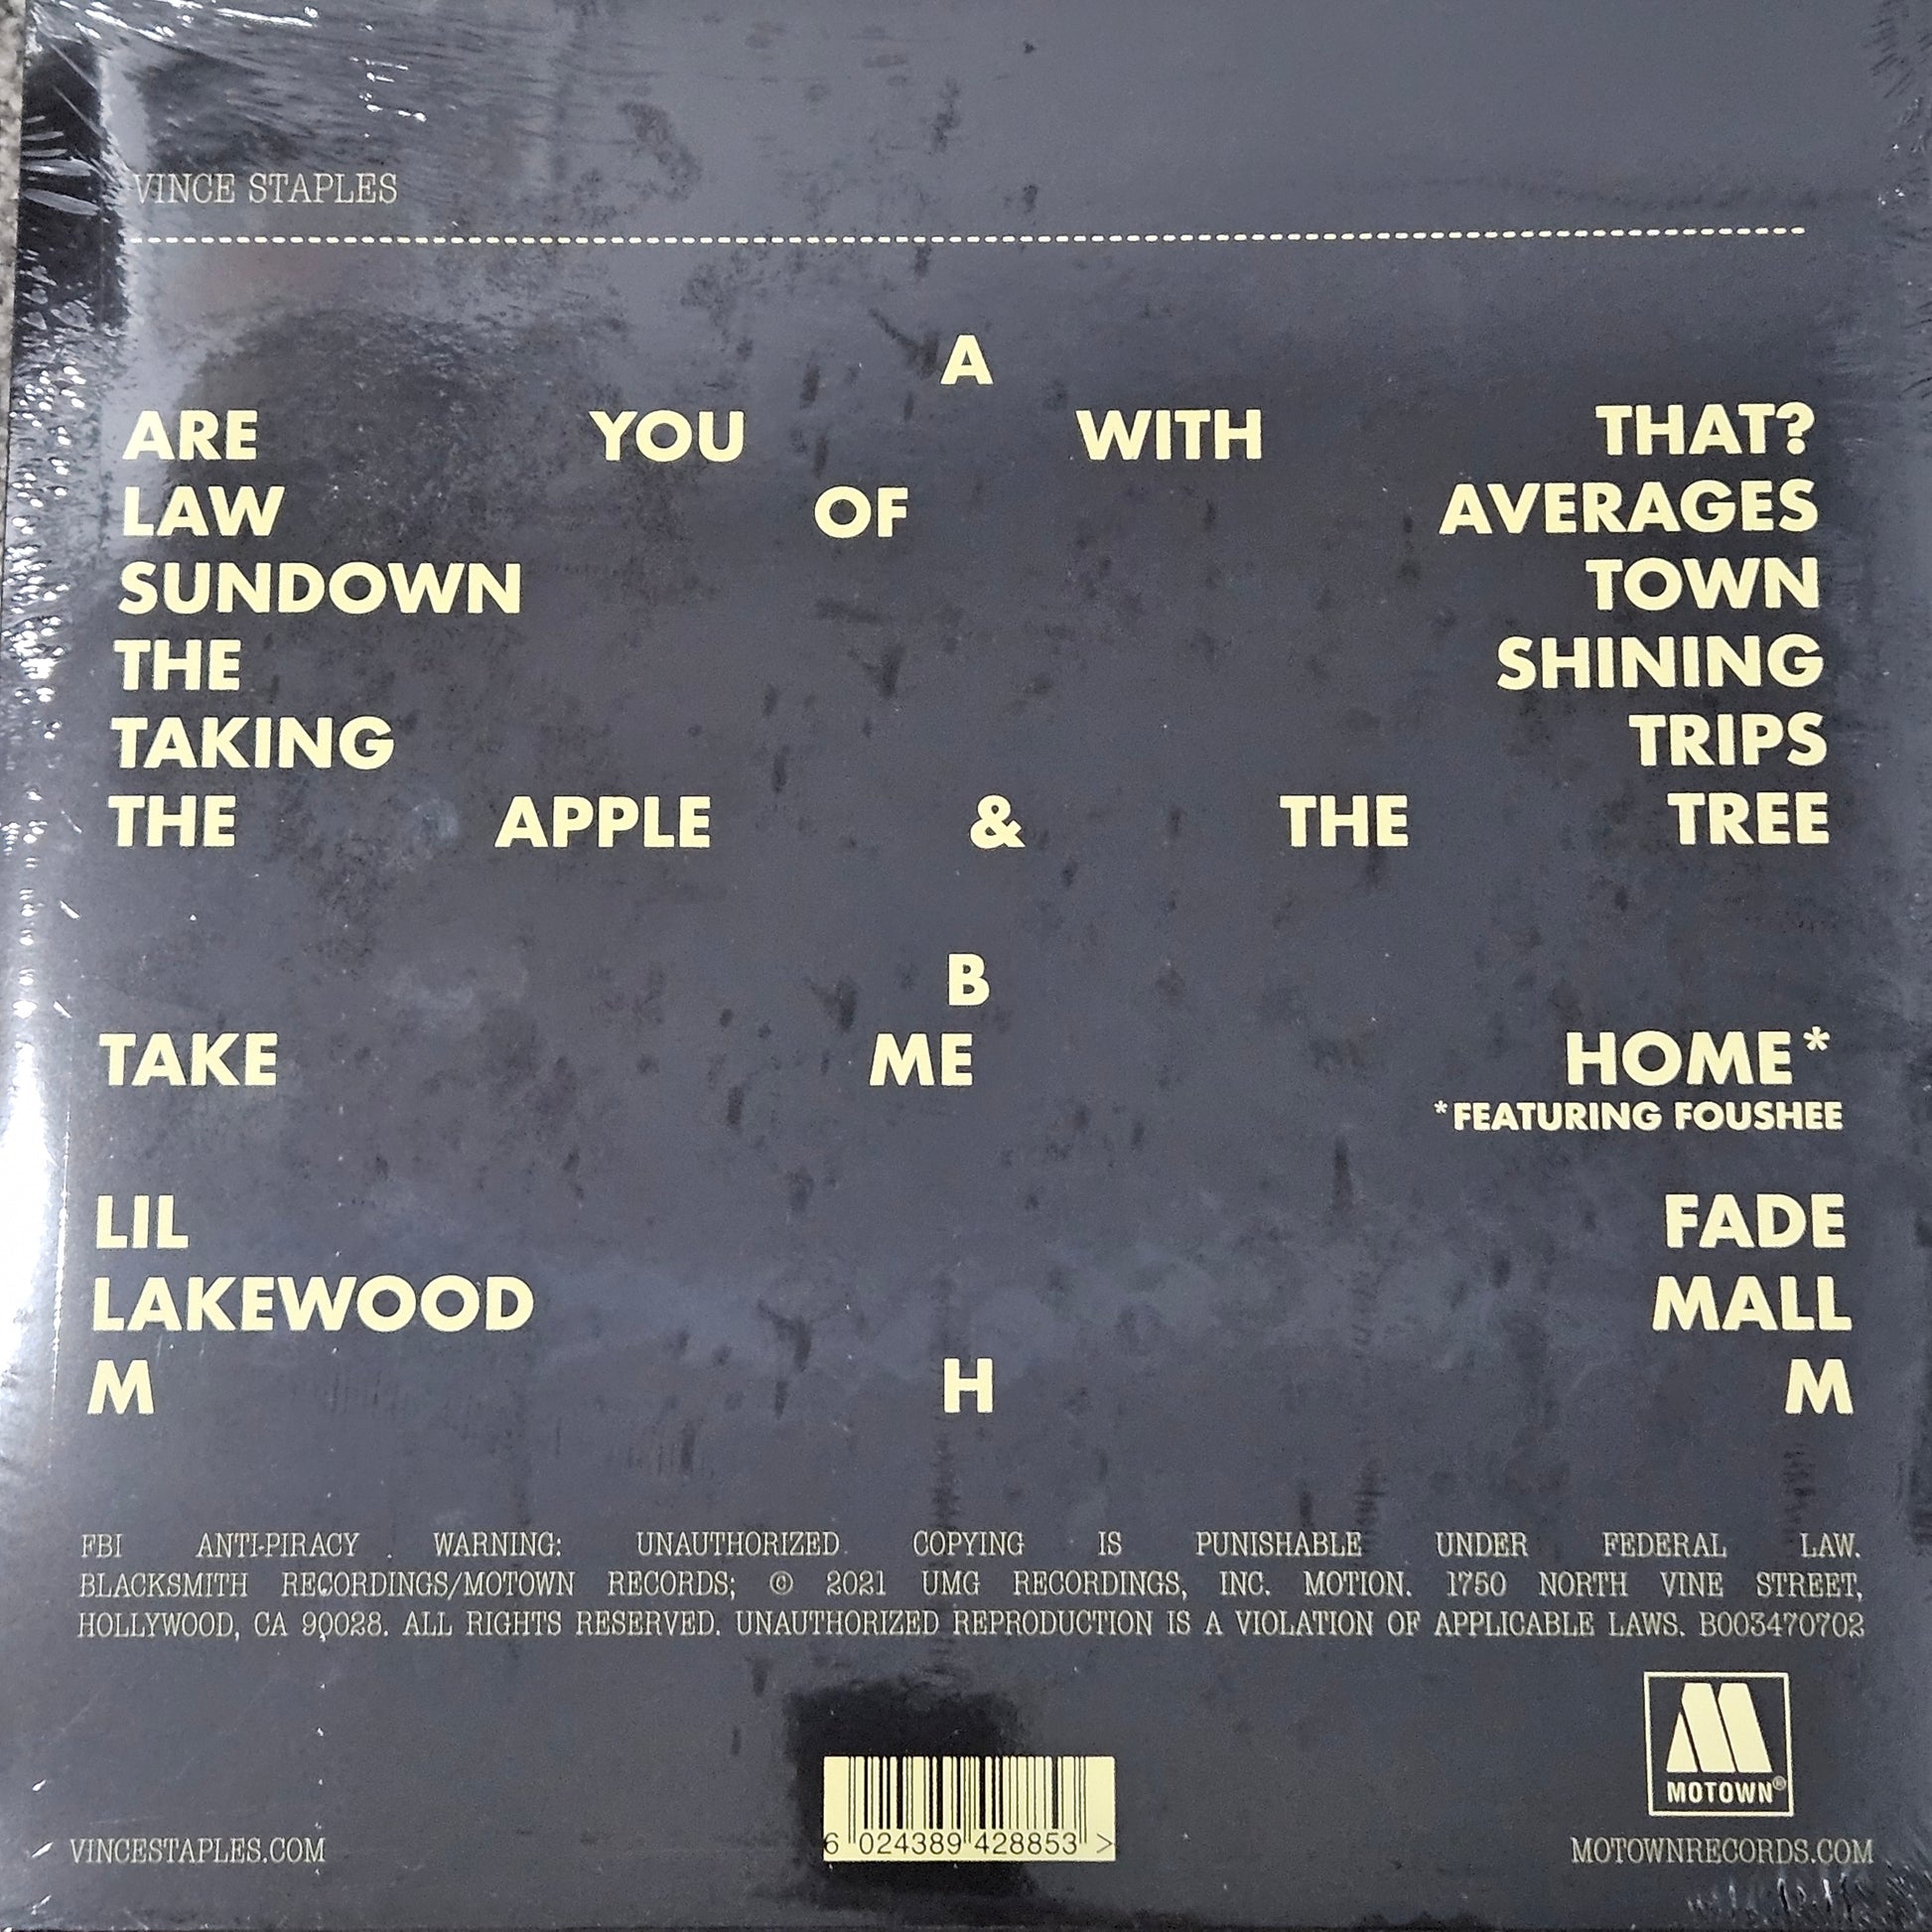 VINCE STAPLES
A
ARE YOU WITH THAT?
LAW OF AVERAGES
SUNDOWN TOWN
THE SHINING
TAKING TRIPS
THE APPLE & THE TREE
B
TAKE ME HOME*
*FEATURING FOUSHEE
LIL FADE
LAKEWOOD MALL
M H M
FBI ANTI-PIRACY WARNING: UNAUTHORIZED COPYING IS PUNISHABLE UNDER FEDERAL LAW.
BLACKSMITH RECORDINGS/MOTOWN RECORDS; © 2021 UMG RECORDINGS, INC. MOTION. 1750 NORTH VINE STREET,
HOLLYWOOD, CA 90028. ALL RIGHTS RESERVED. UNAUTHORIZED REPRODUCTION IS A VIOLATION OF APPLICABLE LAWS. B003470702
MOTOWN®
6 024389 428853 >
VINCESTAPLES.COM
MOTOWNRECORDS.COM